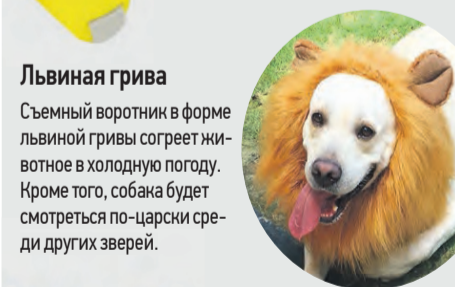 Львиная грива
Съемный воротник в форме
львиной гривы согреет жи-
вотное в холодную погоду.
Кроме того, собака будет
смотреться по-царски сре-
ди других зверей.